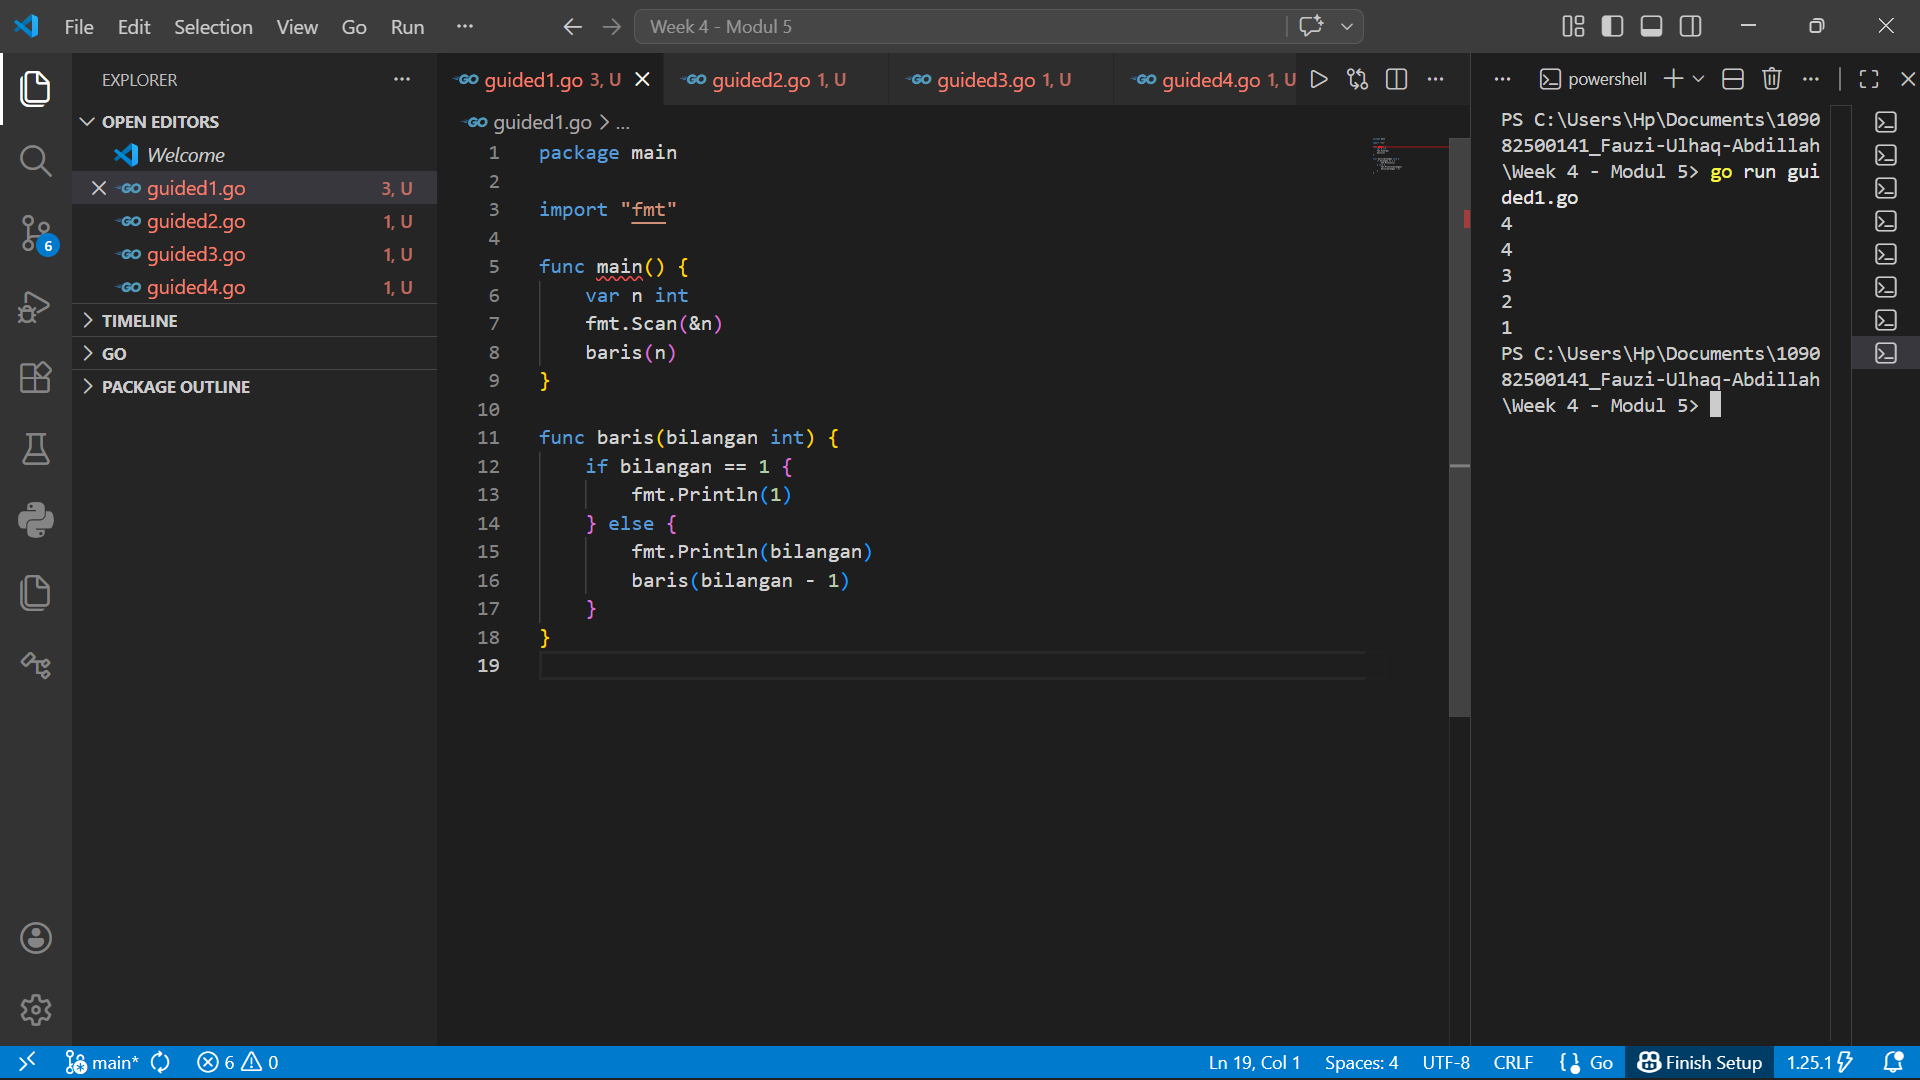 File Edit Selection View Go Run ··· Week 4 - Modul 5
EXPLORER
OPEN EDITORS
Welcome
guided1.go 3, U
guided2.go 1, U
guided3.go 1, U
guided4.go 1, U
TIMELINE
GO
PACKAGE OUTLINE
guided1.go 3, U guided2.go 1, U guided3.go 1, U guided4.go 1, U
guided1.go > ...
1 package main
2
3 import "fmt"
4
5 func main() {
6 var n int
7 fmt.Scan(&n)
8 baris(n)
9 }
10
11 func baris(bilangan int) {
12 if bilangan == 1 {
13 fmt.Println(1)
14 } else {
15 fmt.Println(bilangan)
16 baris(bilangan - 1)
17 }
18 }
19
powershell
PS C:\Users\Hp\Documents\1090
82500141_Fauzi-Ulhaq-Abdillah
\Week 4 - Modul 5> go run gui
ded1.go
4
4
3
2
1
PS C:\Users\Hp\Documents\1090
82500141_Fauzi-Ulhaq-Abdillah
\Week 4 - Modul 5>
6
main* 6 0 Ln 19, Col 1 Spaces: 4 UTF-8 CRLF {} Go Finish Setup 1.25.1